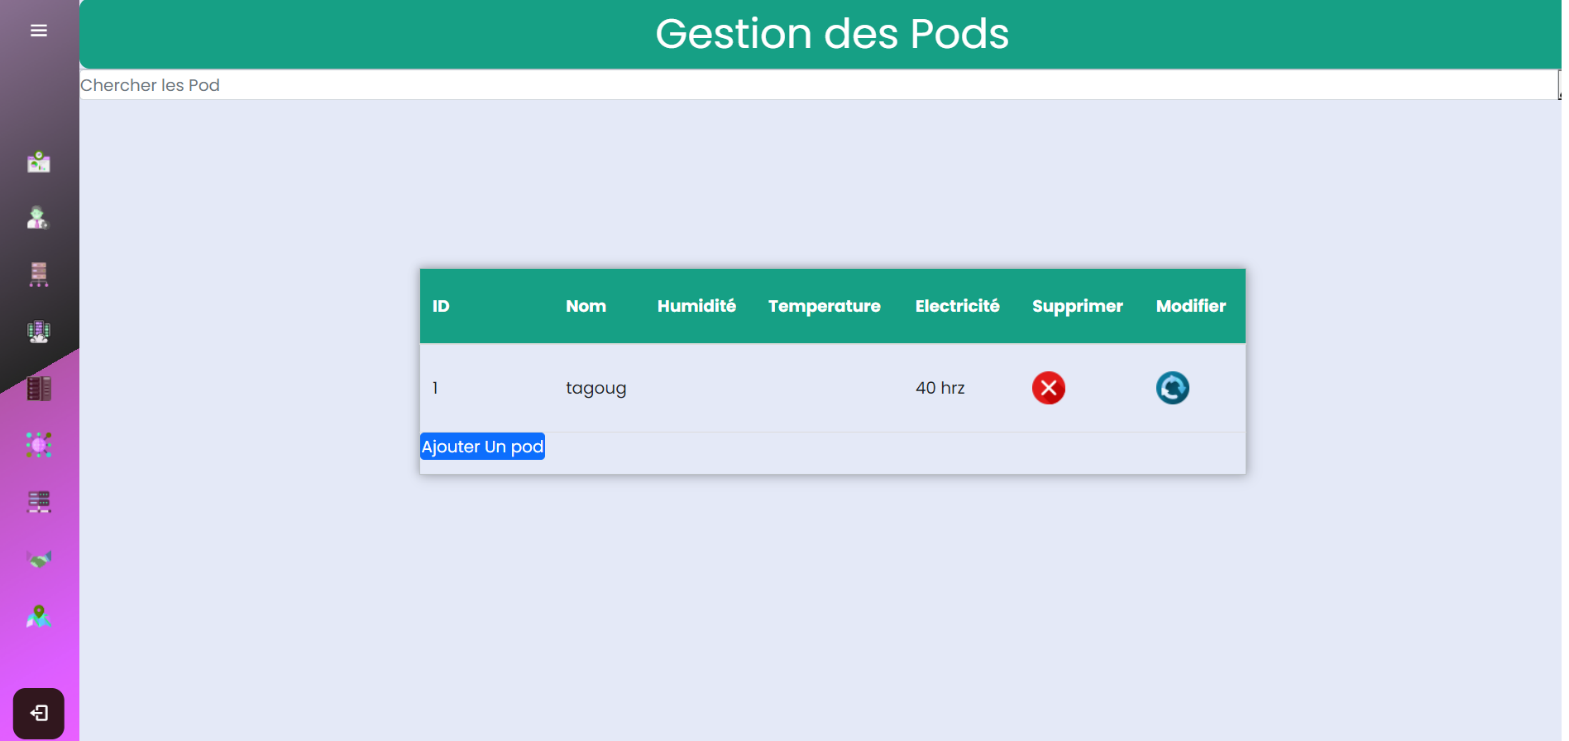 Gestion des Pods
Chercher les Pod
ID Nom Humidité Temperature Electricité Supprimer Modifier
1 tagoug 40 hrz
Ajouter Un pod